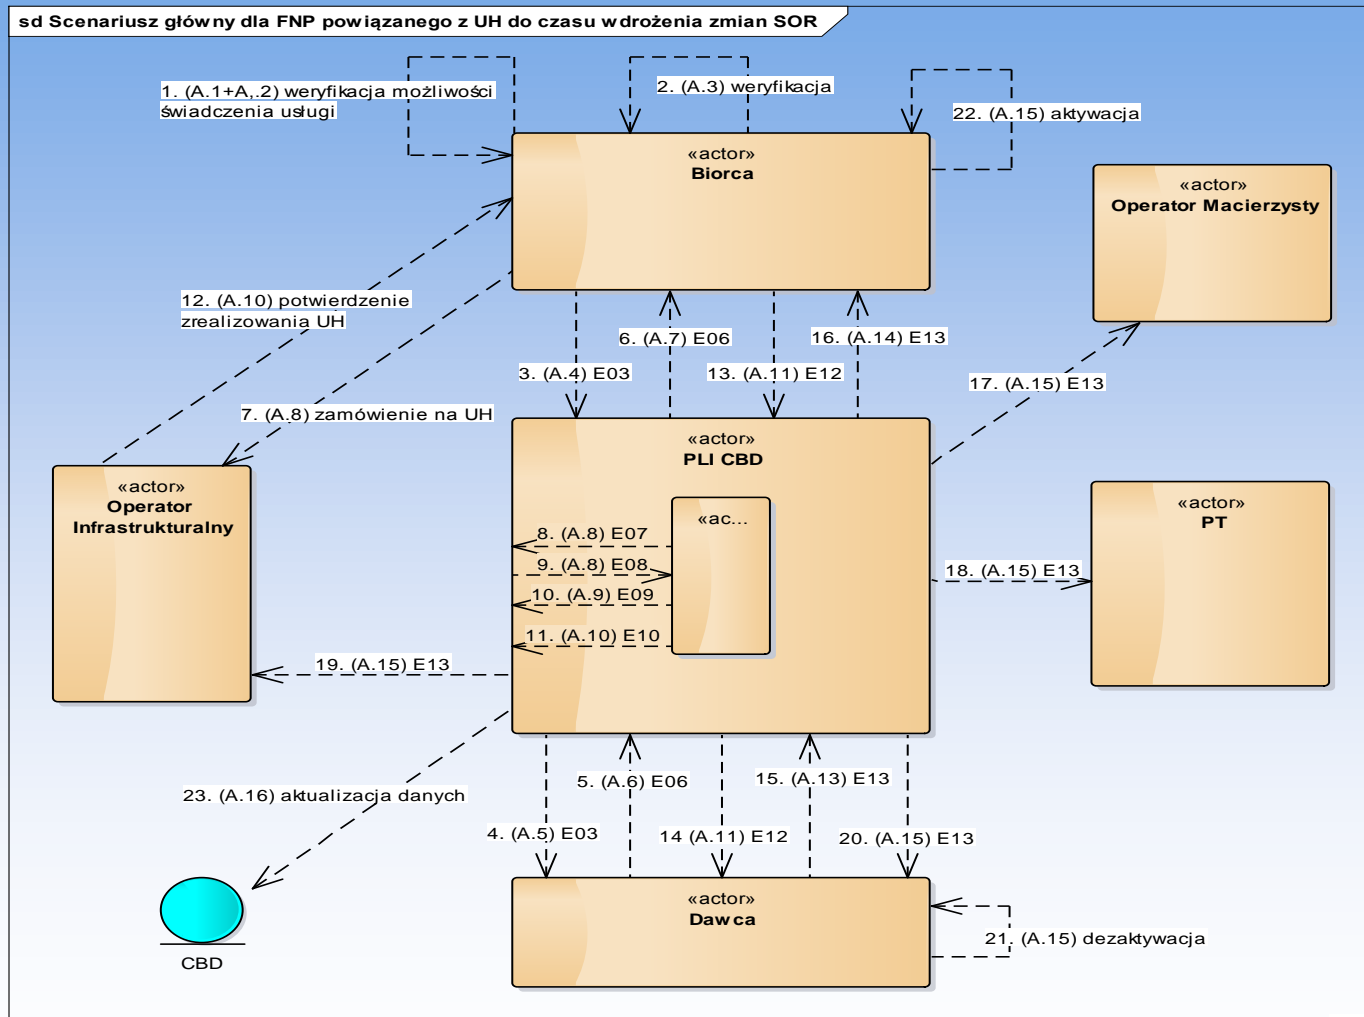 sd Scenariusz główny dla FNP powiązanego z UH do czasu wdrożenia zmian SOR
1. (A.1+A,.2) weryfikacja możliwości
świadczenia usługi
2. (A.3) weryfikacja
22. (A.15) aktywacja
«actor»
Biorca
«actor»
Operator Macierzysty
12. (A.10) potwierdzenie
zrealizowania UH
6. (A.7) E06
16. (A.14) E13
3. (A.4) E03
13. (A.11) E12
17. (A.15) E13
7. (A.8) zamówienie na UH
«actor»
PLI CBD
«actor»
Operator
Infrastrukturalny
«actor»
PT
«ac...
8. (A.8) E07
9. (A.8) E08
10. (A.9) E09
11. (A.10) E10
18. (A.15) E13
19. (A.15) E13
23. (A.16) aktualizacja danych
5. (A.6) E06
15. (A.13) E13
4. (A.5) E03
14 (A.11) E12
20. (A.15) E13
«actor»
Dawca
21. (A.15) dezaktywacja
CBD